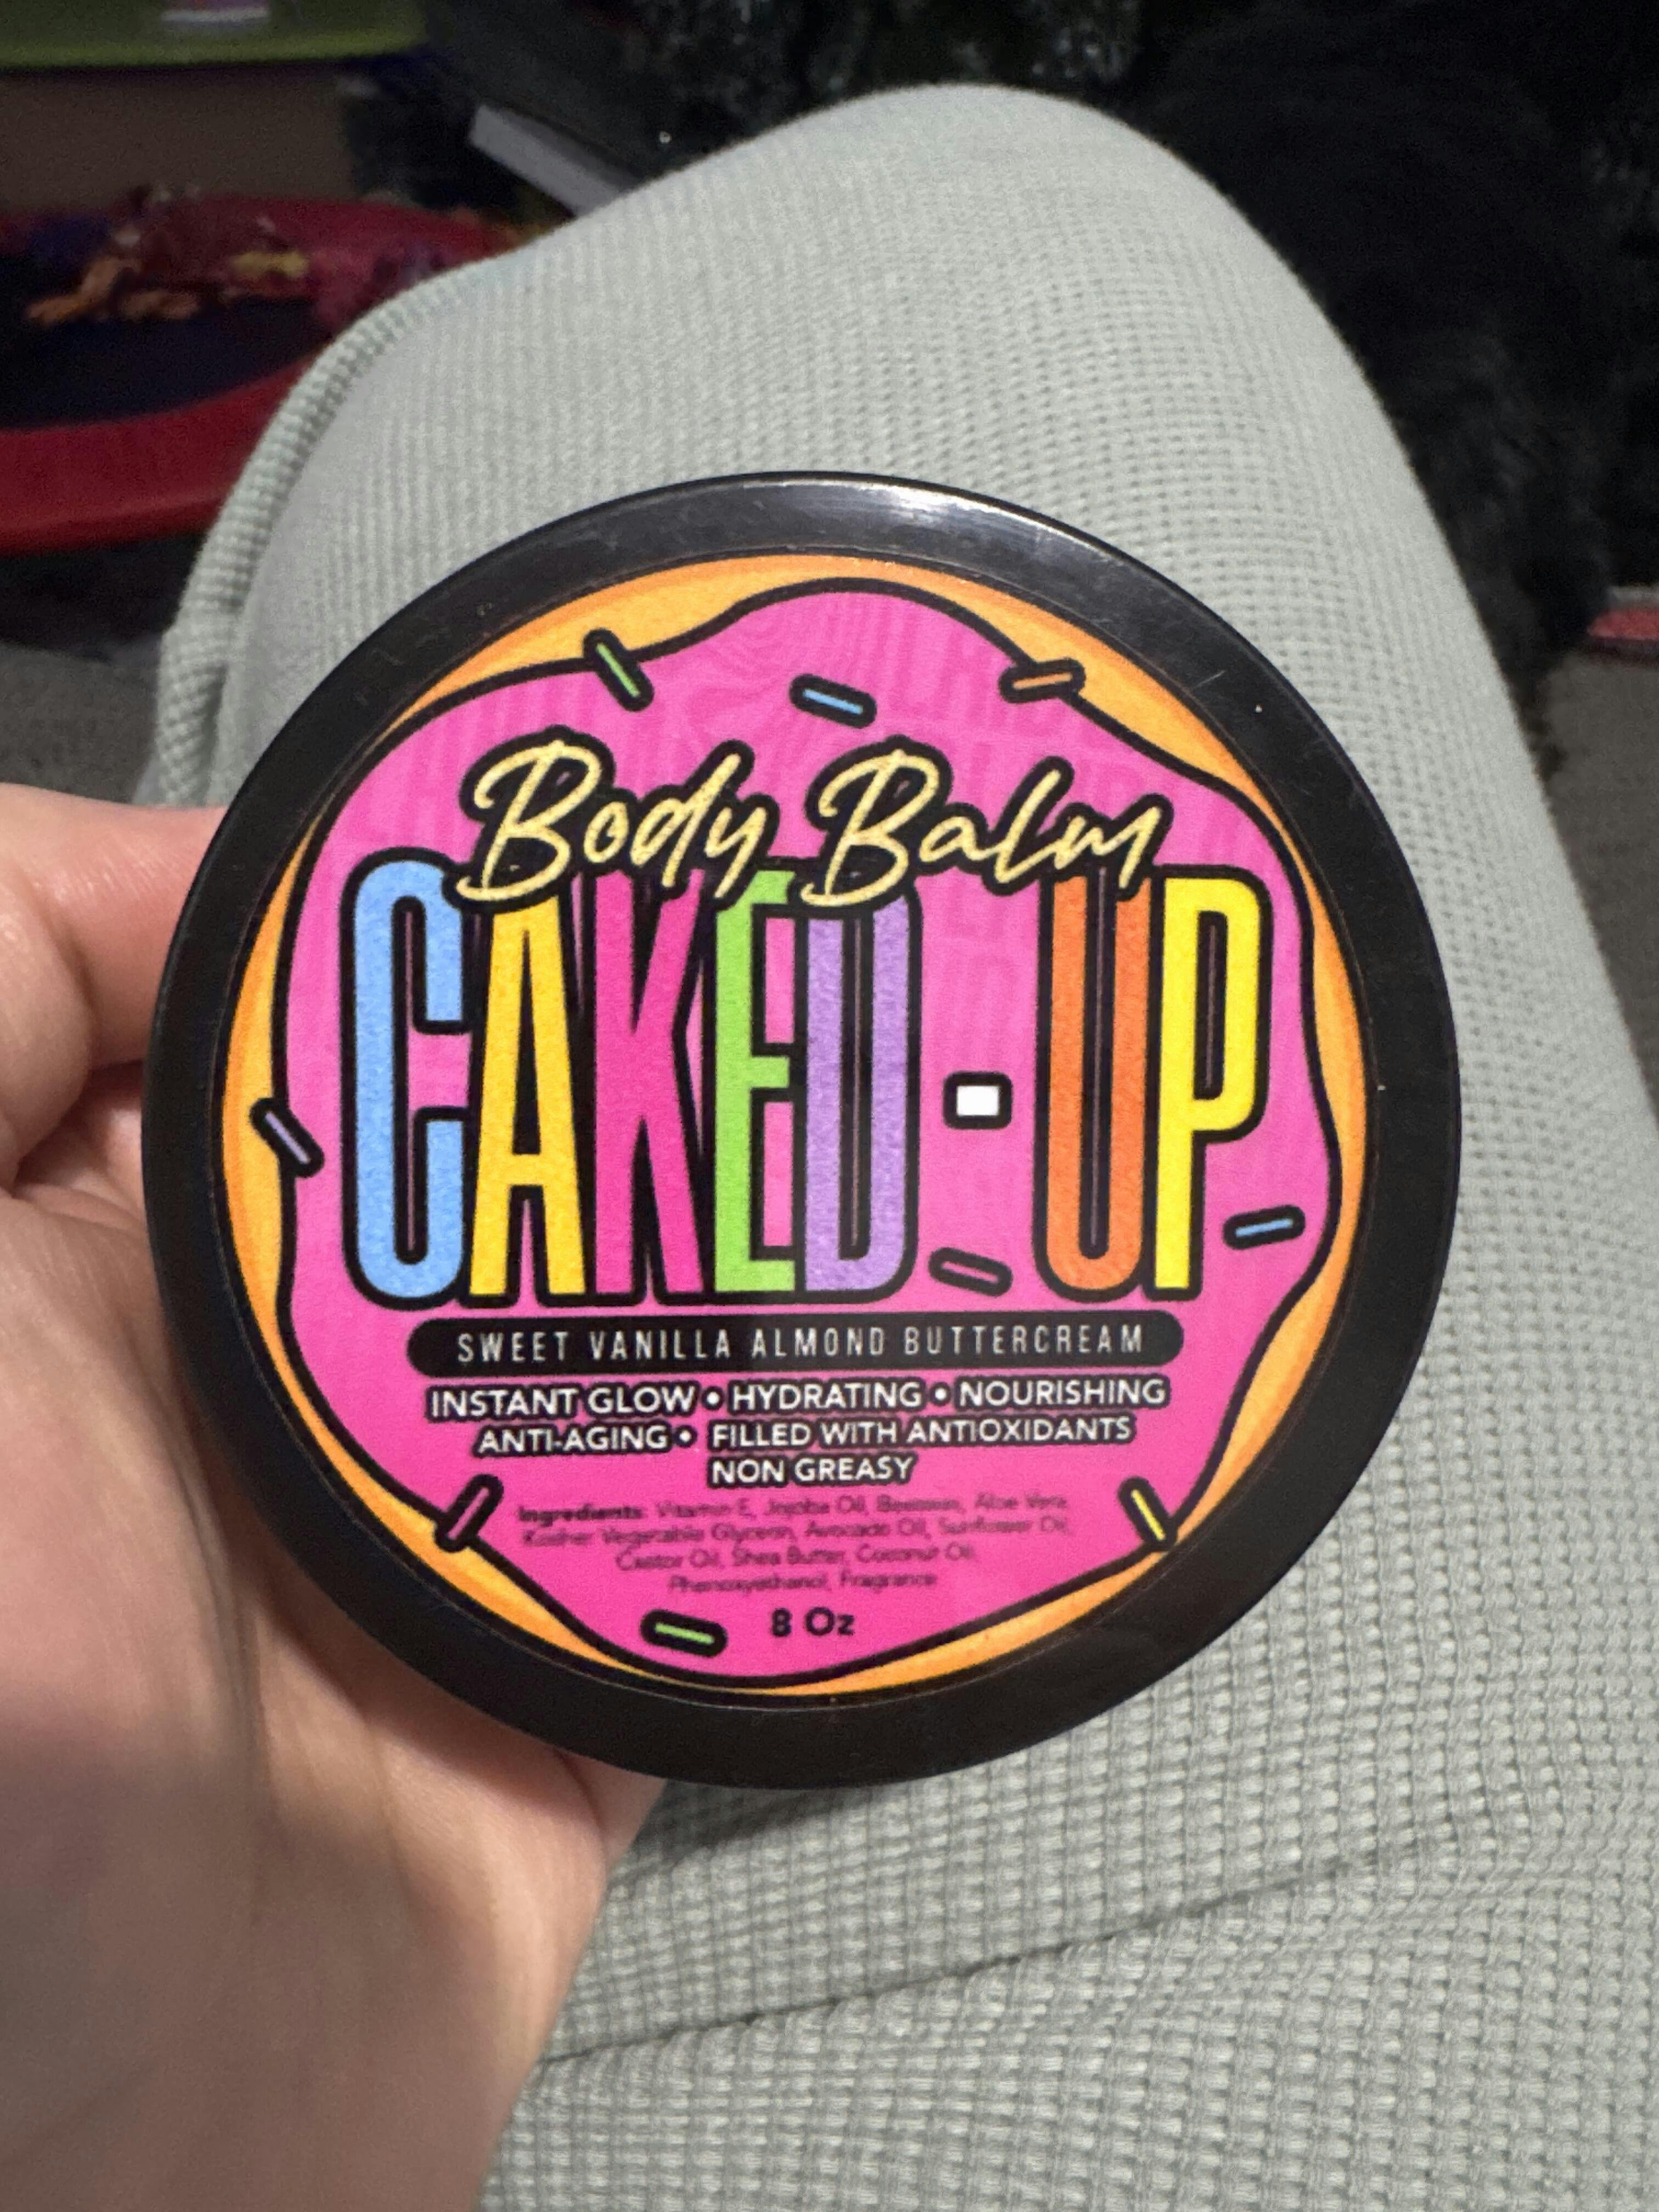 Body Balm
CAKED-UP
SWEET VANILLA ALMOND BUTTERCREAM
INSTANT GLOW • HYDRATING • NOURISHING
ANTI-AGING • FILLED WITH ANTIOXIDANTS
NON GREASY
Ingredients: Vitamin E, Jojoba Oil, Beeswax, Aloe Vera,
Kosher Vegetable Glycerin, Avocado Oil, Sunflower Oil,
Castor Oil, Shea Butter, Coconut Oil,
Phenoxyethanol, Fragrance
8 Oz